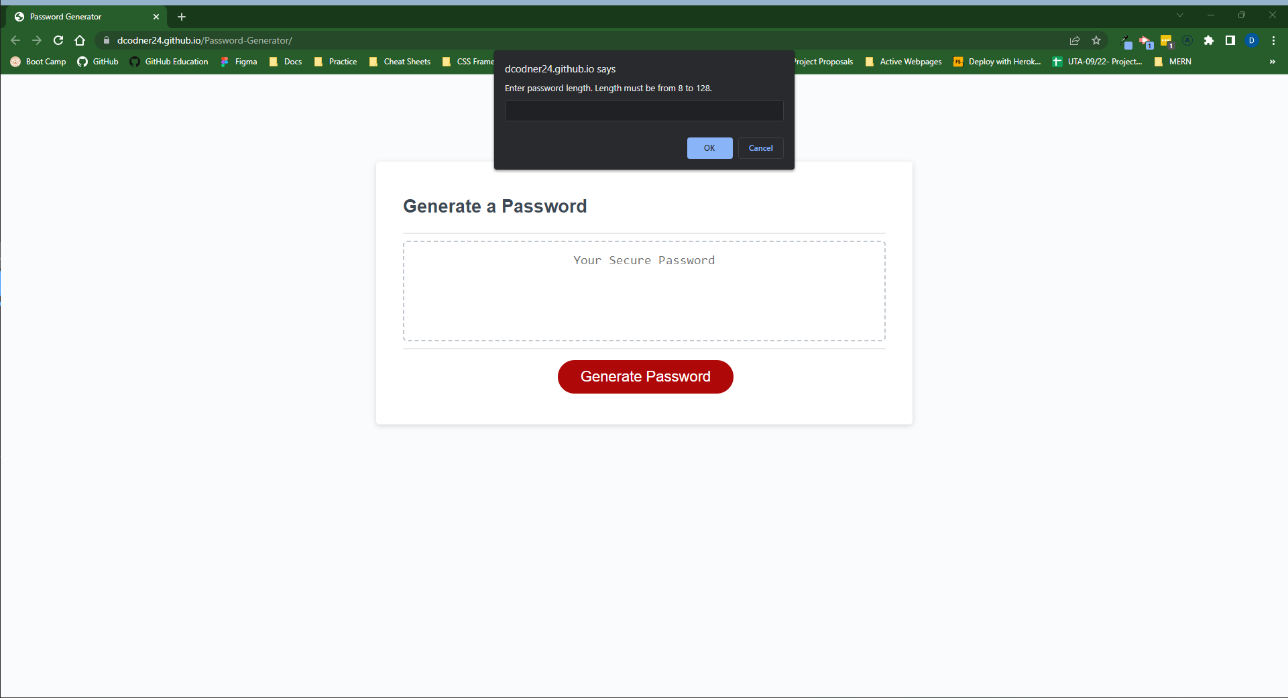 Password Generator
dcodner24.github.io/Password-Generator/
Boot Camp GitHub GitHub Education Figma Docs Practice Cheat Sheets CSS Frame Project Proposals Active Webpages Deploy with Herok... UTA-09/22- Project... MERN »
dcodner24.github.io says
Enter password length. Length must be from 8 to 128.
OK Cancel
Generate a Password
Your Secure Password
Generate Password